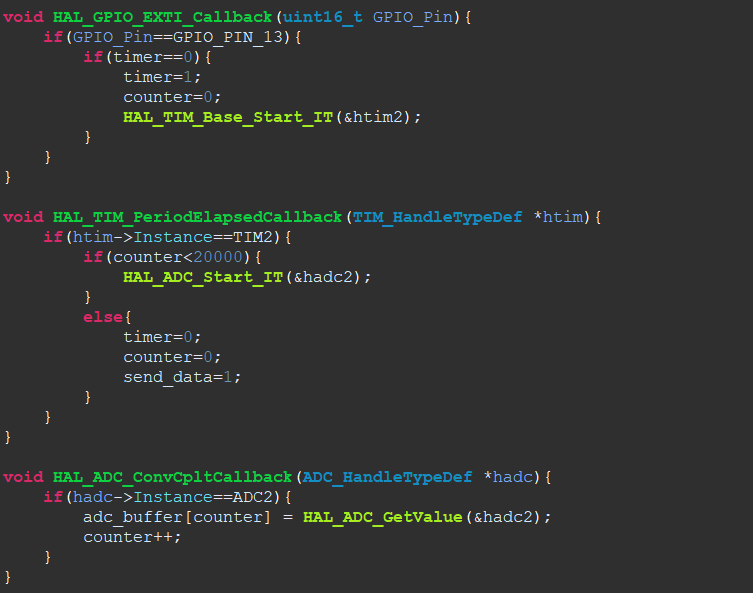 void HAL_GPIO_EXTI_Callback(uint16_t GPIO_Pin){
    if(GPIO_Pin==GPIO_PIN_13){
        if(timer==0){
            timer=1;
            counter=0;
            HAL_TIM_Base_Start_IT(&htim2);
        }
    }
}

void HAL_TIM_PeriodElapsedCallback(TIM_HandleTypeDef *htim){
    if(htim->Instance==TIM2){
        if(counter<20000){
            HAL_ADC_Start_IT(&hadc2);
        }
        else{
            timer=0;
            counter=0;
            send_data=1;
        }
    }
}

void HAL_ADC_ConvCpltCallback(ADC_HandleTypeDef *hadc){
    if(hadc->Instance==ADC2){
        adc_buffer[counter] = HAL_ADC_GetValue(&hadc2);
        counter++;
    }
}